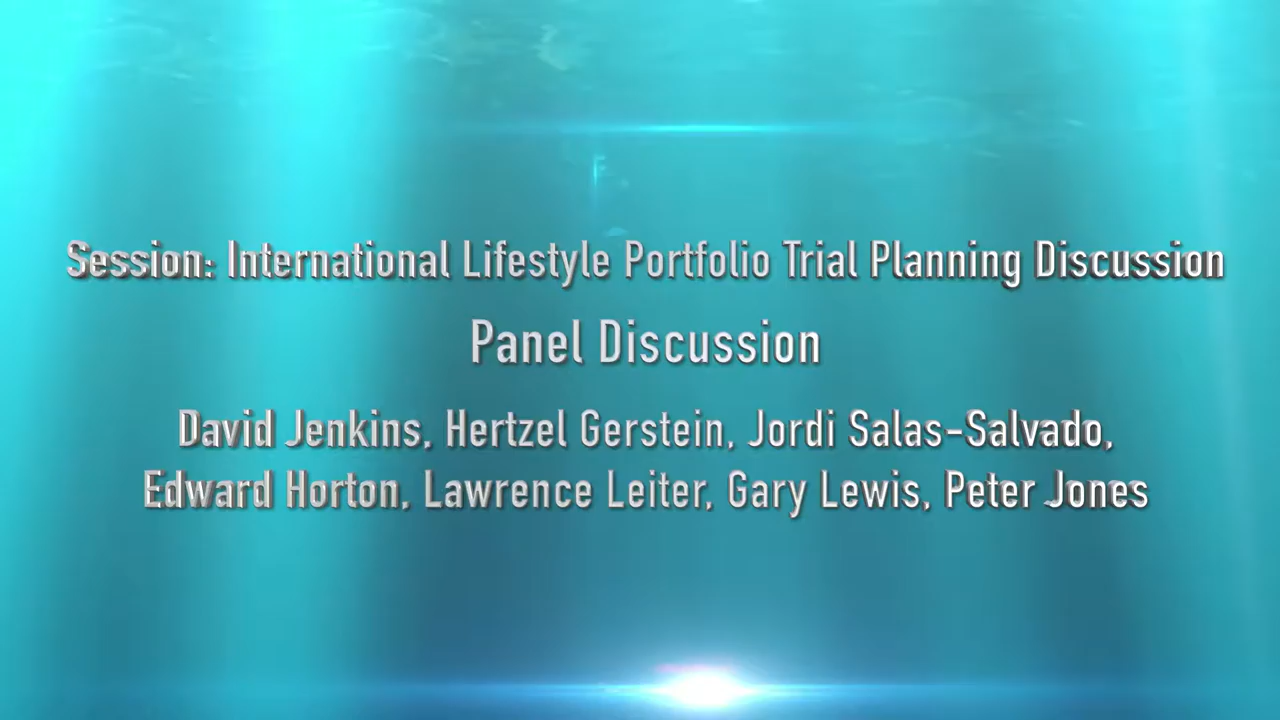 Session: International Lifestyle Portfolio Trial Planning Discussion
Panel Discussion
David Jenkins, Hertzel Gerstein, Jordi Salas-Salvado,
Edward Horton, Lawrence Leiter, Gary Lewis, Peter Jones